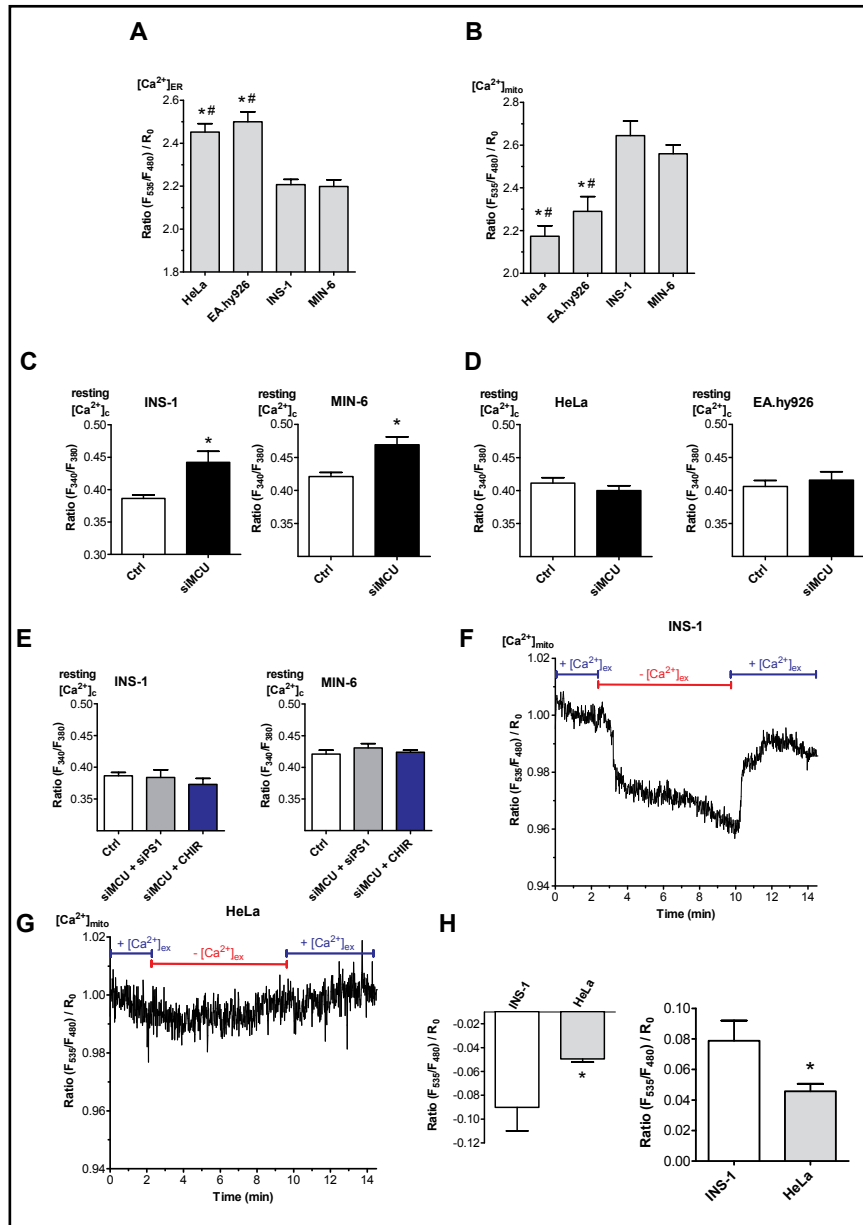 A
[Ca²⁺]ER
Ratio (F535/F480) / R0
2.6
2.4
2.2
2.0
1.8
*#
*#
HeLa
EA.hy926
INS-1
MIN-6
B
[Ca²⁺]mito
Ratio (F535/F480) / R0
2.8
2.6
2.4
2.2
2.0
*#
*#
HeLa
EA.hy926
INS-1
MIN-6
C
resting
[Ca²⁺]c
INS-1
Ratio (F340/F380)
0.50
0.45
0.40
0.35
0.30
*
Ctrl
siMCU
resting
[Ca²⁺]c
MIN-6
Ratio (F340/F380)
0.50
0.45
0.40
0.35
*
Ctrl
siMCU
D
resting
[Ca²⁺]c
HeLa
Ratio (F340/F380)
0.50
0.45
0.40
0.35
Ctrl
siMCU
resting
[Ca²⁺]c
EA.hy926
Ratio (F340/F380)
0.50
0.45
0.40
0.35
Ctrl
siMCU
E
resting
[Ca²⁺]c
INS-1
Ratio (F340/F380)
0.50
0.45
0.40
0.35
Ctrl
siMCU + siPS1
siMCU + CHIR
resting
[Ca²⁺]c
MIN-6
Ratio (F340/F380)
0.50
0.45
0.40
0.35
Ctrl
siMCU + siPS1
siMCU + CHIR
F
INS-1
[Ca²⁺]mito
+ [Ca²⁺]ex
- [Ca²⁺]ex
+ [Ca²⁺]ex
Ratio (F535/F480) / R0
1.02
1.00
0.98
0.96
0.94
0 2 4 6 8 10 12 14
Time (min)
G
HeLa
[Ca²⁺]mito
+ [Ca²⁺]ex
- [Ca²⁺]ex
+ [Ca²⁺]ex
Ratio (F535/F480) / R0
1.02
1.00
0.98
0.96
0.94
0 2 4 6 8 10 12 14
Time (min)
H
INS-1
HeLa
Ratio (F535/F480) / R0
-0.02
-0.04
-0.06
-0.08
-0.10
-0.12
*
Ratio (F535/F480) / R0
0.10
0.08
0.06
0.04
0.02
0.00
*
INS-1
HeLa